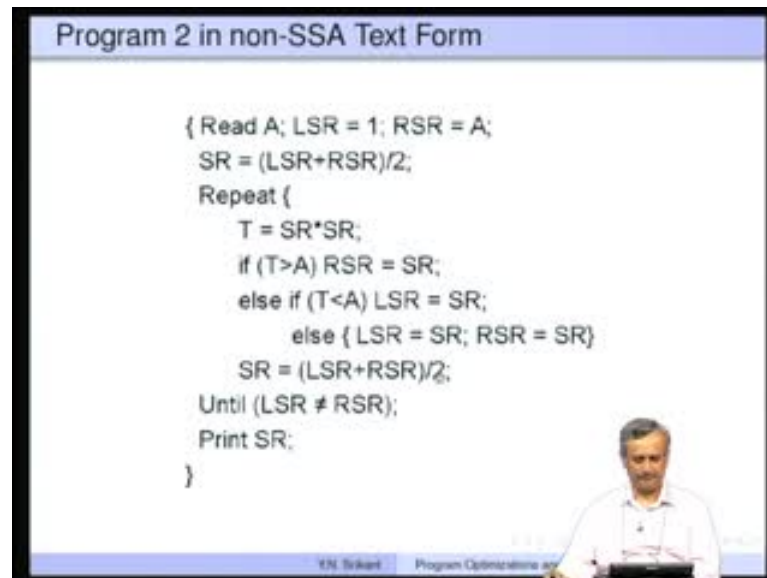 Program 2 in non-SSA Text Form
{ Read A; LSR = 1; RSR = A;
SR = (LSR+RSR)/2;
Repeat {
T = SR*SR;
if (T>A) RSR = SR;
else if (T<A) LSR = SR;
else { LSR = SR; RSR = SR}
SR = (LSR+RSR)/2;
Until (LSR ≠ RSR);
Print SR;
}
Y.N. Srikant Program Optimizations